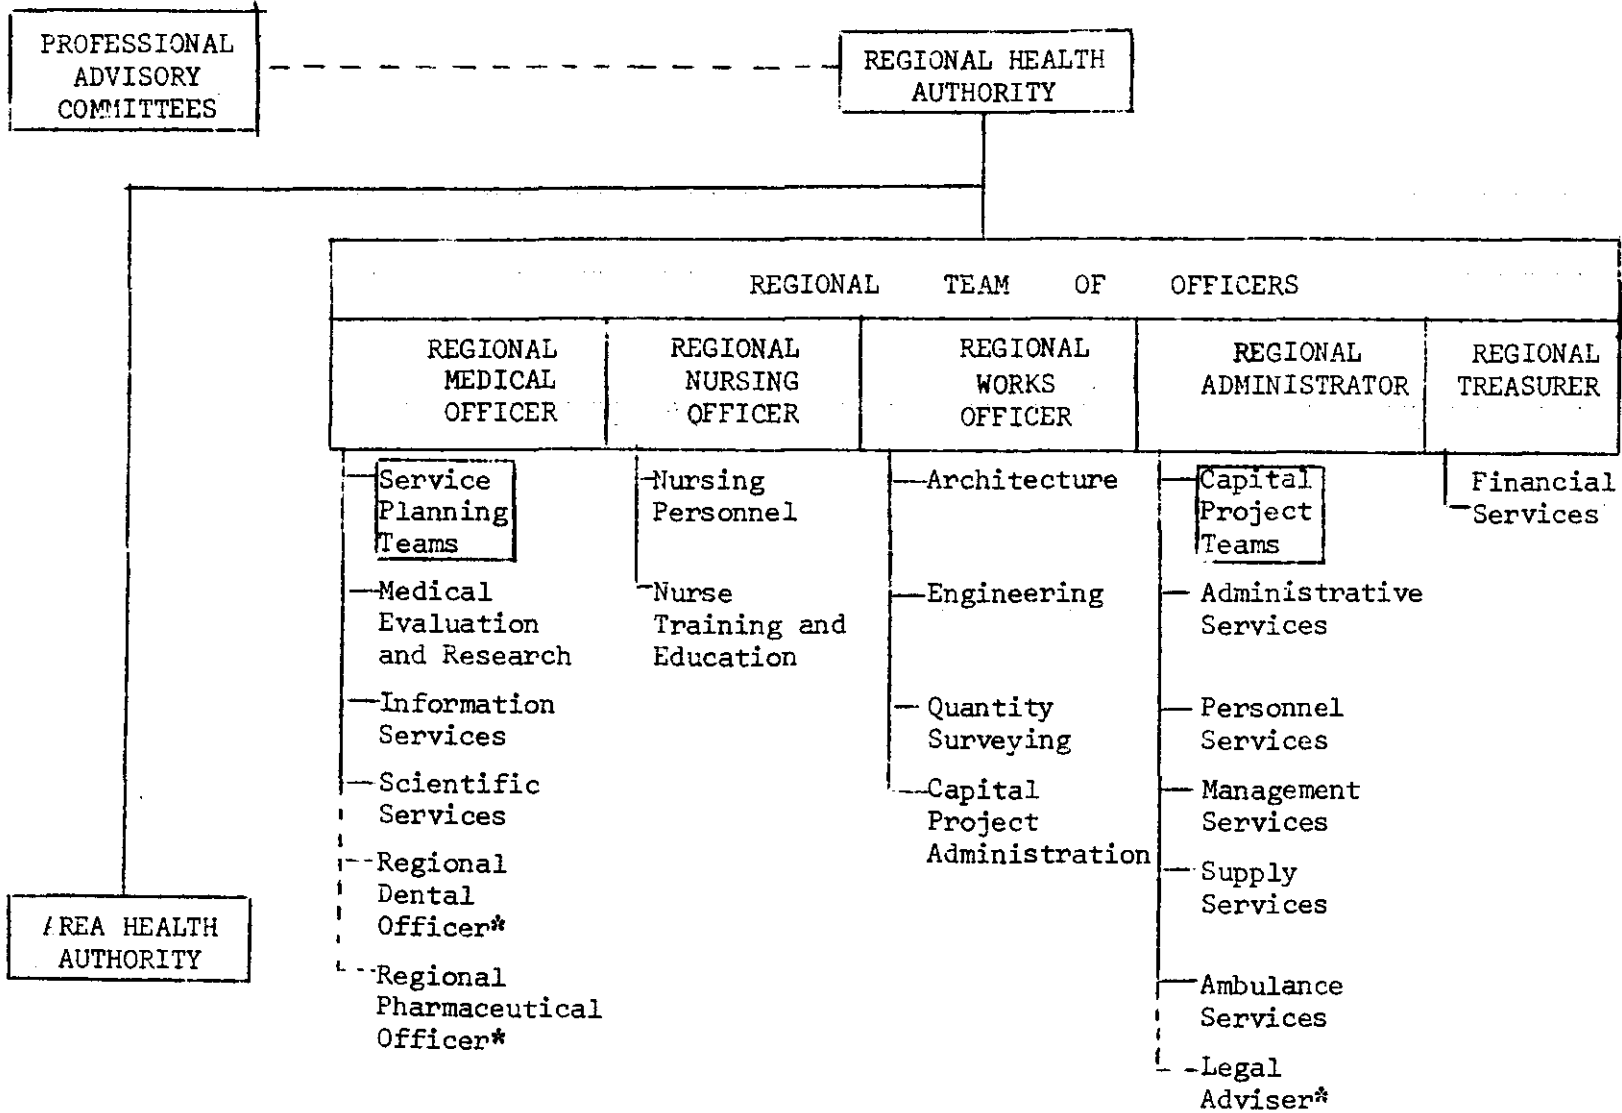 PROFESSIONAL
ADVISORY
COMMITTEES
REGIONAL HEALTH
AUTHORITY
REGIONAL TEAM OF OFFICERS
REGIONAL
MEDICAL
OFFICER
REGIONAL
NURSING
OFFICER
REGIONAL
WORKS
OFFICER
REGIONAL
ADMINISTRATOR
REGIONAL
TREASURER
Service
Planning
Teams
Medical
Evaluation
and Research
Information
Services
Scientific
Services
Regional
Dental
Officer*
Regional
Pharmaceutical
Officer*
Nursing
Personnel
Nurse
Training and
Education
Architecture
Engineering
Quantity
Surveying
Capital
Project
Administration
Capital
Project
Teams
Administrative
Services
Personnel
Services
Management
Services
Supply
Services
Ambulance
Services
Legal
Adviser*
Financial
Services
AREA HEALTH
AUTHORITY